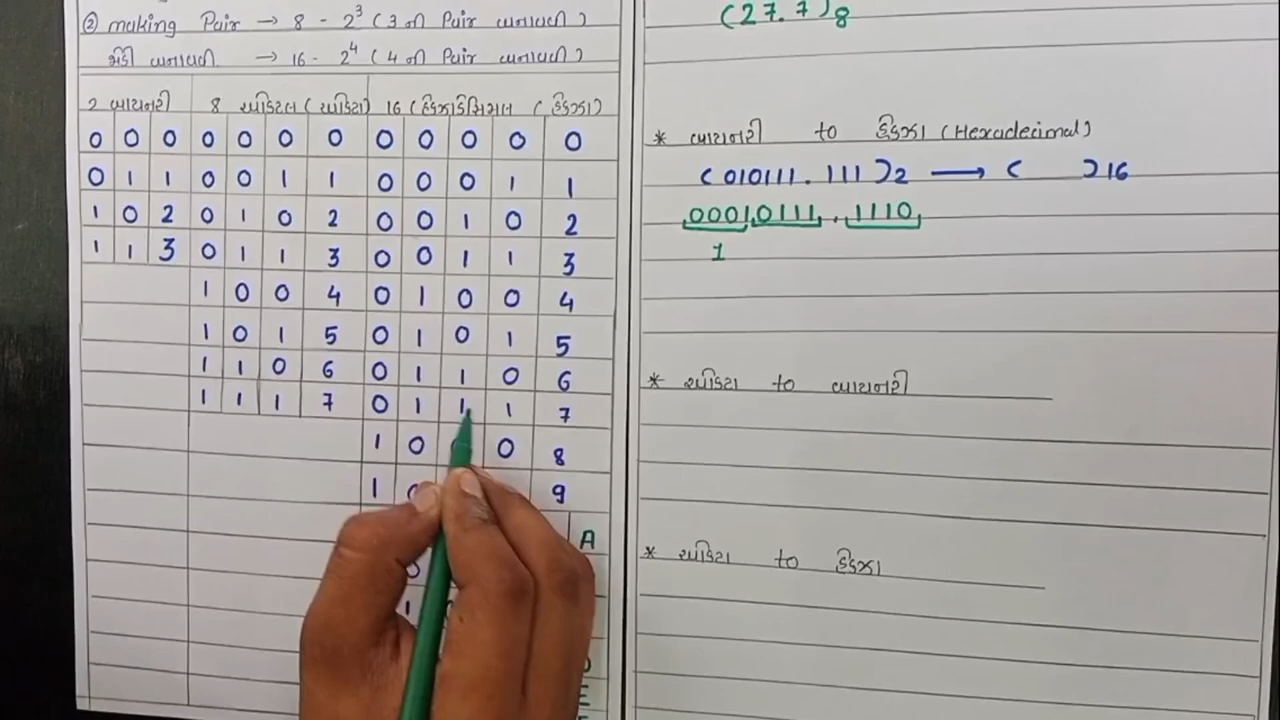 ② making Pair → 8 - 2³ (3 ની Pair બનાવવી)
બનાવવી → 16 - 2⁴ (4 ની Pair બનાવવી)
2 બાયનરી 8 ઓક્ટિલ (ઓક્ટિ) 16 (હેક્ઝાડેસિમલ (હેક્ઝા)
0 0 0 0 0 0 0 0 0 0 0 0
0 1 1 0 0 1 1 0 0 0 1 1
1 0 2 0 1 0 2 0 0 1 0 2
1 1 3 0 1 1 3 0 0 1 1 3
1 0 0 4 0 1 0 0 4
1 0 1 5 0 1 0 1 5
1 1 0 6 0 1 1 0 6
1 1 1 7 0 1 1 1 7
1 0 0 8
1 9
A
(27.7)8
* બાયનરી to હેક્ઝા (Hexadecimal)
(010111.111)2 → ( )16
00010111.1110
1
* ઓક્ટિ to બાયનરી
* ઓક્ટિ to હેક્ઝા